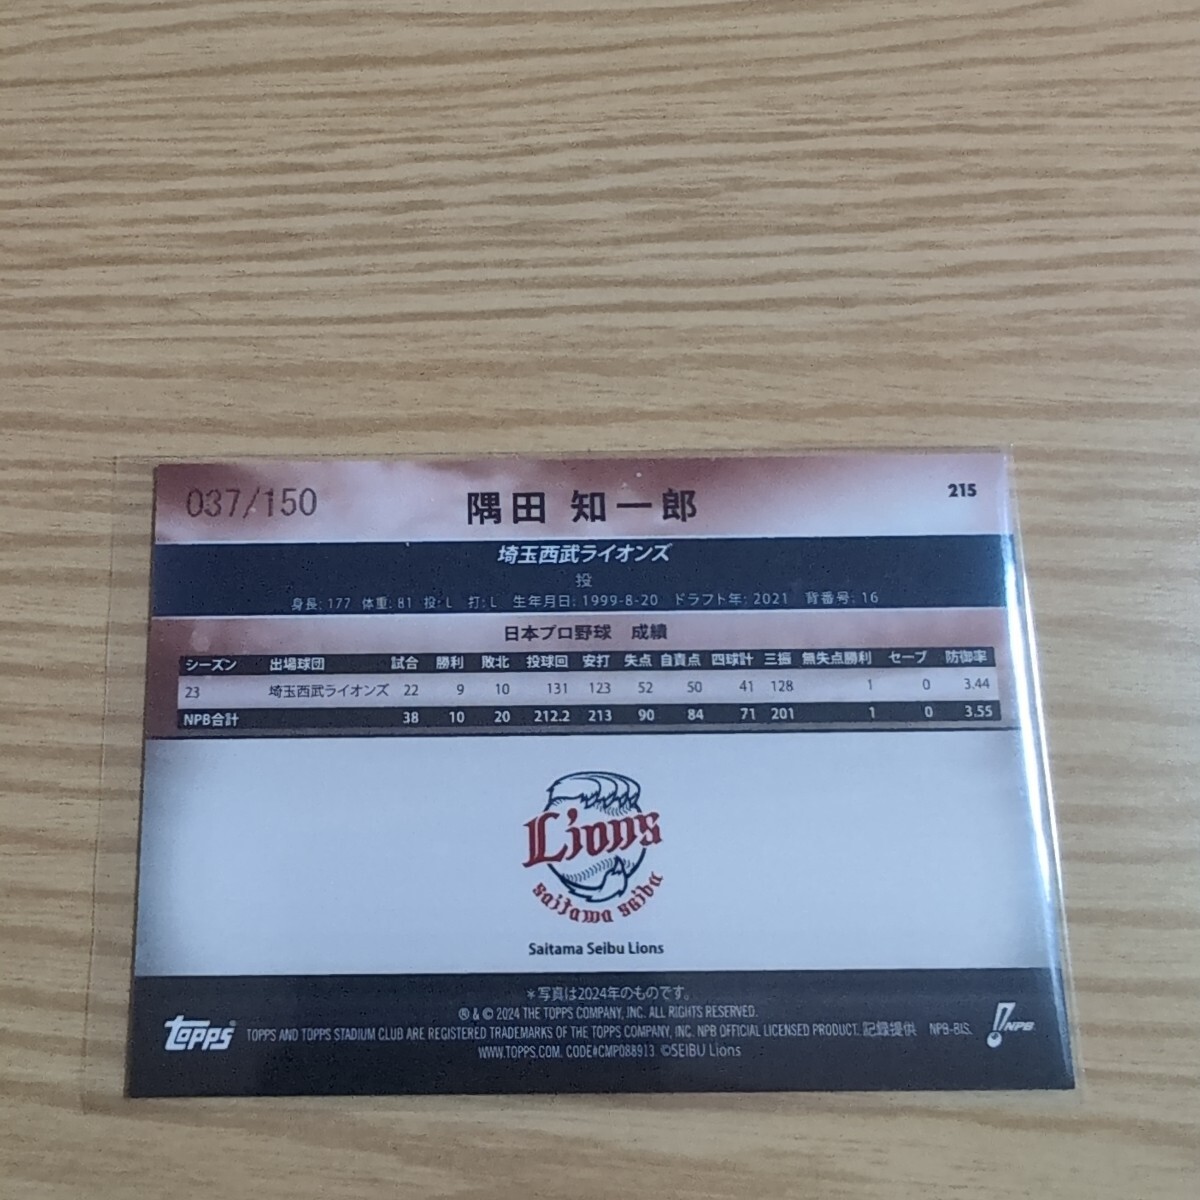 037/150
隅田 知一郎
215
埼玉西武ライオンズ
投
身長: 177 体重: 81 投: L 打: L 生年月日: 1999-8-20 ドラフト年: 2021 背番号: 16
日本プロ野球 成績
シーズン 出場球団 試合 勝利 敗北 投球回 安打 失点 自責点 四球計 三振 無失点勝利 セーブ 防御率
23 埼玉西武ライオンズ 22 9 10 131 123 52 50 41 128 1 0 3.44
NPB合計 38 10 20 212.2 213 90 84 71 201 1 0 3.55
Lions
Saitama Seibu
Saitama Seibu Lions
*写真は2024年のものです。
® & © 2024 THE TOPPS COMPANY, INC. ALL RIGHTS RESERVED.
topps
TOPPS AND TOPPS STADIUM CLUB ARE REGISTERED TRADEMARKS OF THE TOPPS COMPANY, INC. NPB OFFICIAL LICENSED PRODUCT. 記録提供 NPB-BIS.
NPB
WWW.TOPPS.COM. CODE#CMP088913 ©SEIBU Lions